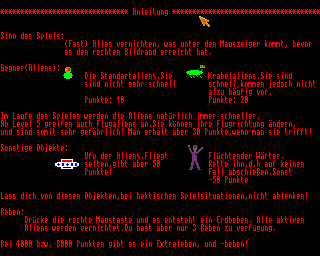 ************************ Anleitung ************************
Sinn des Spiels:
(Fast) Alles vernichten, was unter den Mauszeiger kommt, bevor
es den rechten Bildrand erreicht hat.
Gegner(Aliens):
Die Standartaliens.Sie
sind nicht sehr schnell
Punkte: 10
Krabelaliens.Sie sind
schnell,kommen jedoch nicht
alzu häufig vor.
Punkte: 20
Im Laufe des Spieles werden die Aliens natürlich immer schneller.
Ab Level 5 greifen auch Flugaliens an.Sie können ihre Flugrichtung ändern,
und sind somit sehr gefährlich! Man erhält aber 30 Punkte,wenn man sie trifft!
Sonstige Objekte:
Ufo der Aliens.Fliegt
selten,gibt aber 50
Punkte!
Flüchtender Wärter.
Rette ihn,d.h auf keinen
Fall abschießen.Sonst
-50 Punkte!
Lass dich von diesen Objekten,bei hektischen Spielsituationen,nicht ablenken!
Beben:
Drücke die rechte Maustaste und es entsteht ein Erdbeben. Alle aktiven
Aliens werden vernichtet.Du hast aber nur 3 Beben zu verfügung.
Bei 4000 bzw. 8000 Punkten gibt es ein Extraleben, und -beben!